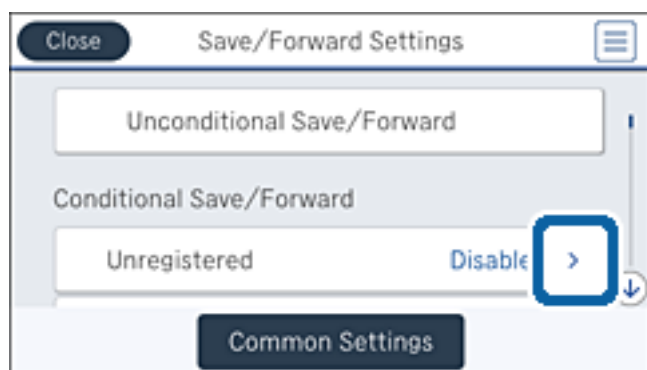 Close
Save/Forward Settings
Unconditional Save/Forward
Conditional Save/Forward
Unregistered Disable
Common Settings